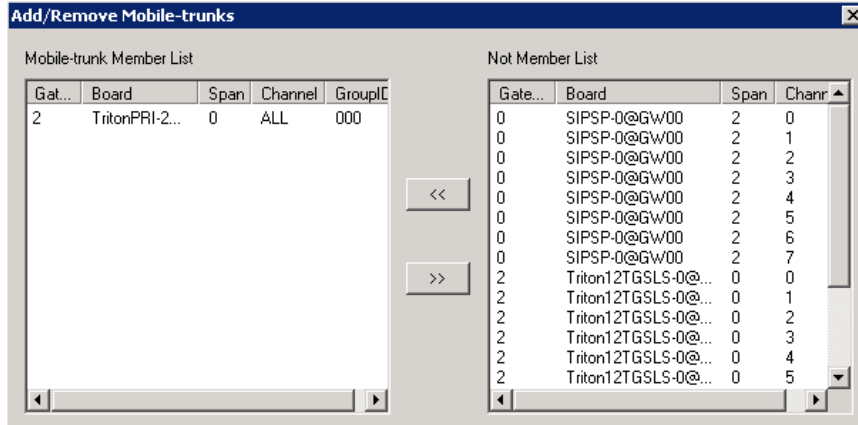 Add/Remove Mobile-trunks
Mobile-trunk Member List
Gat... Board Span Channel GroupID
2 TritonPRI-2... 0 ALL 000
<<
>>
Not Member List
Gate... Board Span Chann
0 SIPSP-0@GW00 2 0
0 SIPSP-0@GW00 2 1
0 SIPSP-0@GW00 2 2
0 SIPSP-0@GW00 2 3
0 SIPSP-0@GW00 2 4
0 SIPSP-0@GW00 2 5
0 SIPSP-0@GW00 2 6
0 SIPSP-0@GW00 2 7
2 Triton12TGSLS-0@... 0 0
2 Triton12TGSLS-0@... 0 1
2 Triton12TGSLS-0@... 0 2
2 Triton12TGSLS-0@... 0 3
2 Triton12TGSLS-0@... 0 4
2 Triton12TGSLS-0@... 0 5